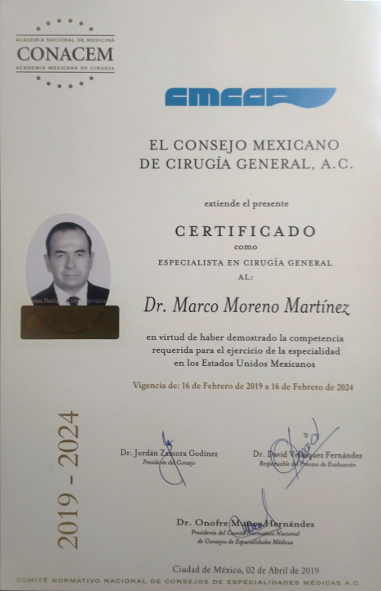 ACADEMIA NACIONAL DE MEDICINA
CONACEM
ACADEMIA MEXICANA DE CIRUGÍA
cmcg
EL CONSEJO MEXICANO
DE CIRUGÍA GENERAL, A.C.
extiende el presente
CERTIFICADO
como
ESPECIALISTA EN CIRUGÍA GENERAL
AL:
Dr. Marco Moreno Martínez
en virtud de haber demostrado la competencia
requerida para el ejercicio de la especialidad
en los Estados Unidos Mexicanos
Vigencia de: 16 de Febrero de 2019 a 16 de Febrero de 2024
2019 - 2024
Dr. Jordán Zamora Godínez
Presidente del Consejo
Dr. David Velázquez Fernández
Responsable del Proceso de Evaluación
Dr. Onofre Muñoz Hernández
Presidente del Comité Normativo Nacional
de Consejos de Especialidades Médicas
Ciudad de México, 02 de Abril de 2019
COMITÉ NORMATIVO NACIONAL DE CONSEJOS DE ESPECIALIDADES MÉDICAS A.C.